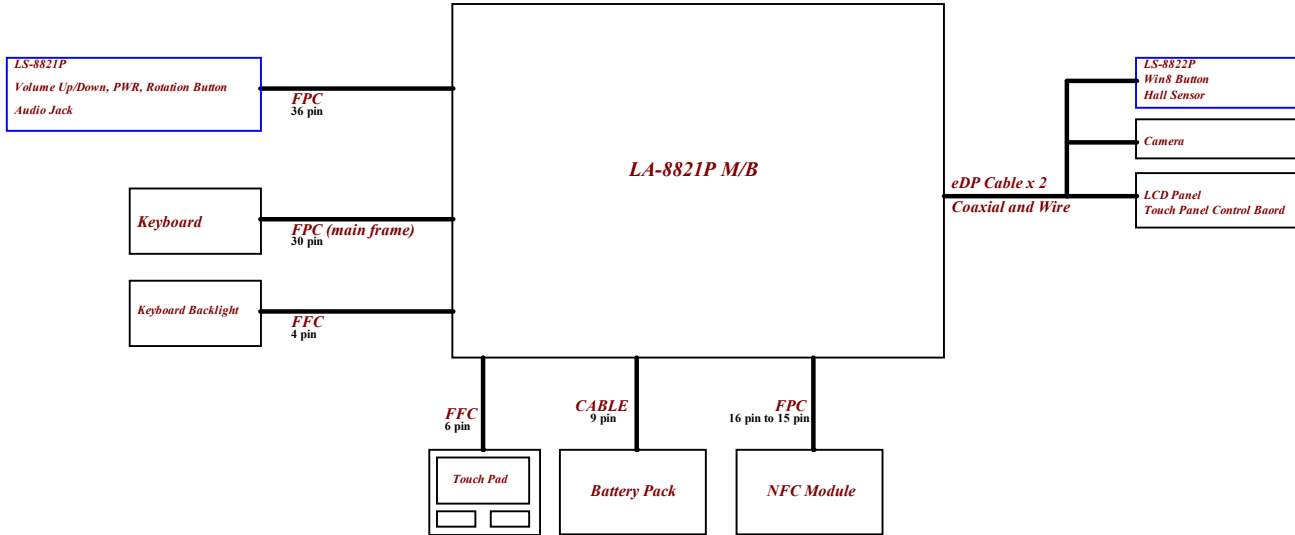 LS-8821P
Volume Up/Down, PWR, Rotation Button
Audio Jack
FPC
36 pin
Keyboard
FPC (main frame)
30 pin
Keyboard Backlight
FFC
4 pin
LA-8821P M/B
eDP Cable x 2
Coaxial and Wire
LS-8822P
Win8 Button
Hall Sensor
Camera
LCD Panel
Touch Panel Control Baord
FFC
6 pin
CABLE
9 pin
FPC
16 pin to 15 pin
Touch Pad
Battery Pack
NFC Module